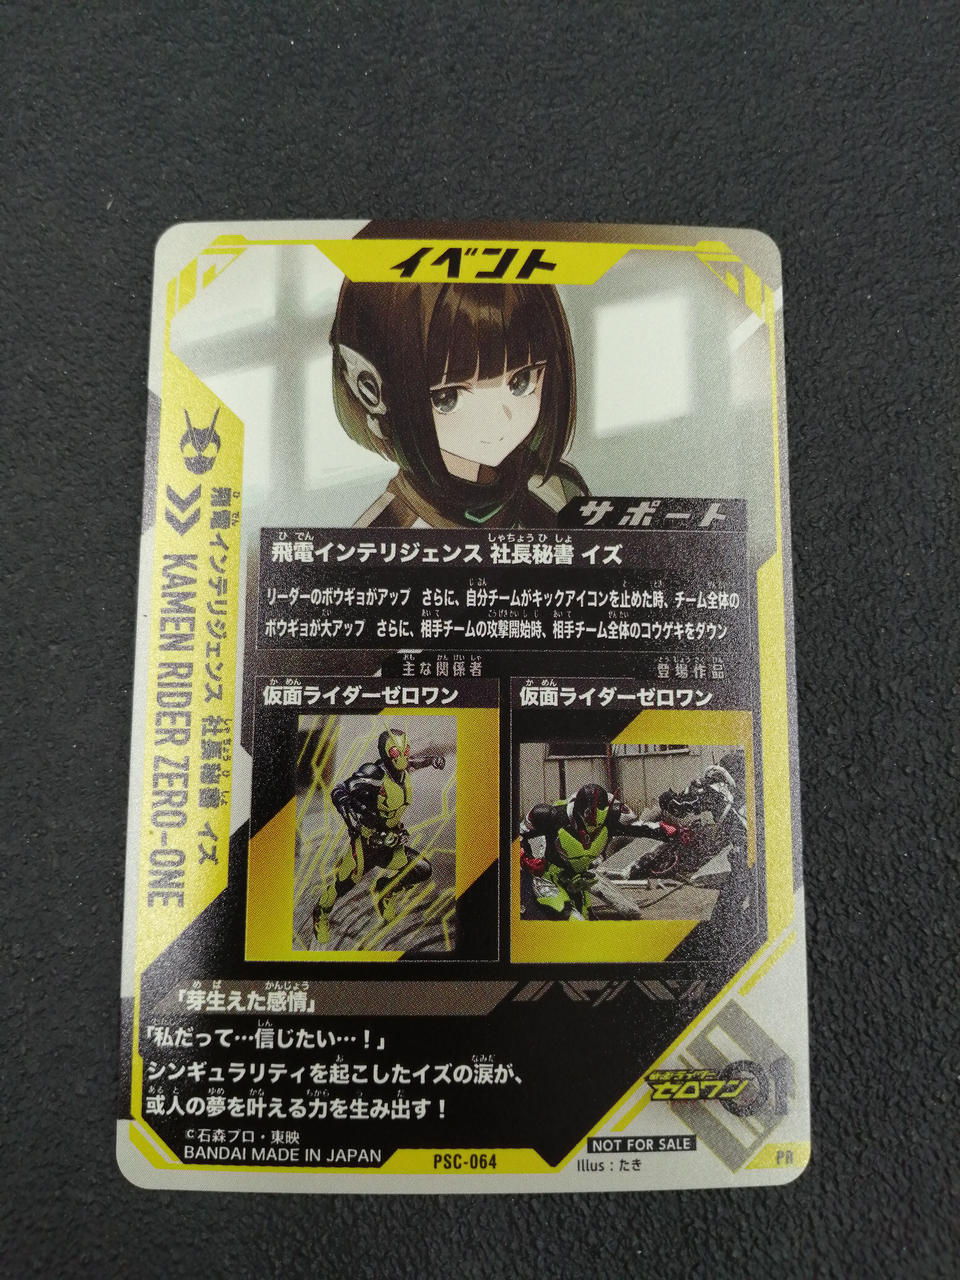 イベント
サポート
飛電インテリジェンス 社長秘書 イズ
リーダーのボウギョがアップ さらに、自分チームがキックアイコンを止めた時、チーム全体の
ボウギョが大アップ さらに、相手チームの攻撃開始時、相手チーム全体のコウゲキをダウン
主な関係者
登場作品
仮面ライダーゼロワン
仮面ライダーゼロワン
飛電インテリジェンス 社長秘書 イズ
KAMEN RIDER ZERO-ONE
「芽生えた感情」
「私だって…信じたい…！」
シンギュラリティを起こしたイズの涙が、
或人の夢を叶える力を生み出す！
仮面ライダー
ゼロワン
©石森プロ・東映
BANDAI MADE IN JAPAN
PSC-064
NOT FOR SALE
Illus：たき
PR